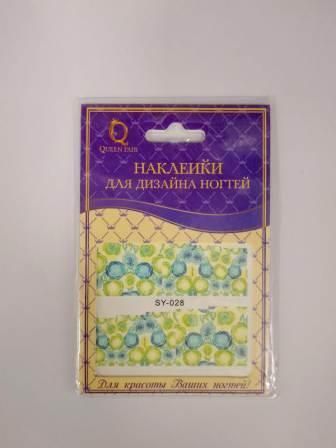 QUEEN FAIR
НАКЛЕЙКИ
ДЛЯ ДИЗАЙНА НОГТЕЙ
SY-028
Для красоты Ваших ногтей!